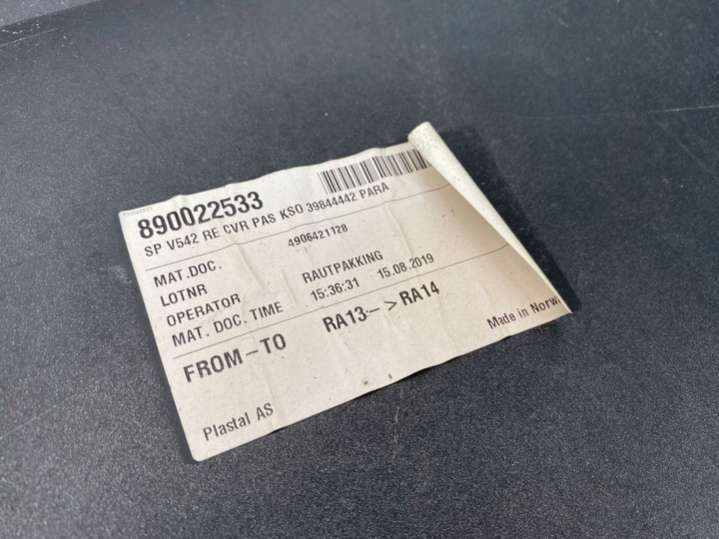 890022533
SP V542 RE CVR PAS KSO 39844442 PARA
MAT.DOC. 4906421128
LOTNR
OPERATOR RAUTPAKKING
MAT. DOC. TIME 15:36:31 15.08.2019
FROM-TO RA13-->RA14
Plastal AS Made in Norw